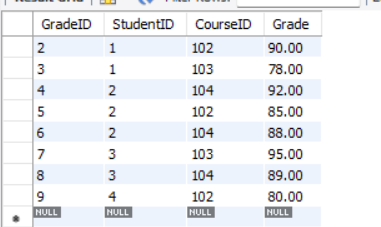 GradeID StudentID CourseID Grade
2 1 102 90.00
3 1 103 78.00
4 2 104 92.00
5 2 102 85.00
6 2 104 88.00
7 3 103 95.00
8 3 104 89.00
9 4 102 80.00
NULL NULL NULL NULL